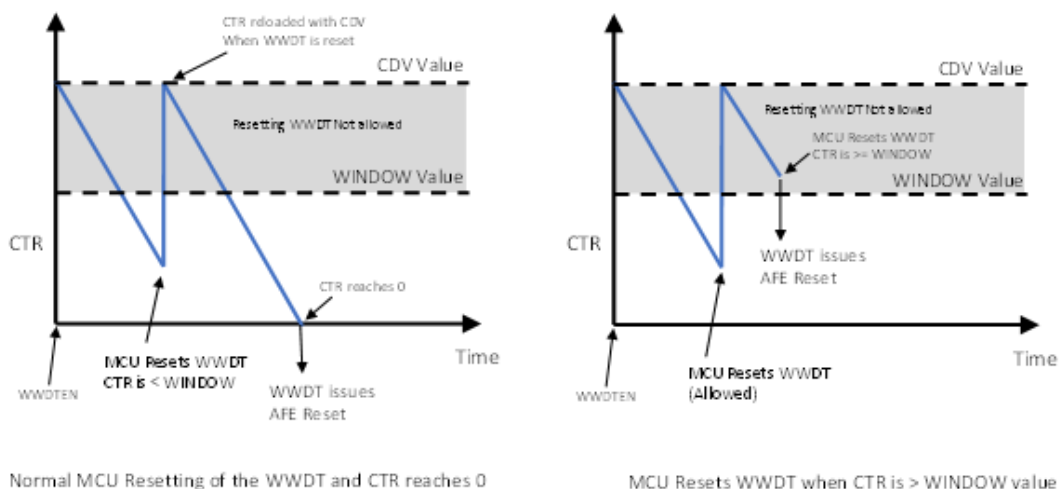 CTR reloaded with CDV
When WWDT is reset
CDV Value
Resetting WWDT Not allowed
WINDOW Value
CTR
CTR reaches 0
Time
MCU Resets WWDT
CTR is < WINDOW
WWDTEN
WWDT issues
AFE Reset
Normal MCU Resetting of the WWDT and CTR reaches 0
CDV Value
Resetting WWDT Not allowed
MCU Resets WWDT
CTR is >= WINDOW
WINDOW Value
CTR
WWDT issues
AFE Reset
Time
MCU Resets WWDT
(Allowed)
WWDTEN
MCU Resets WWDT when CTR is > WINDOW value